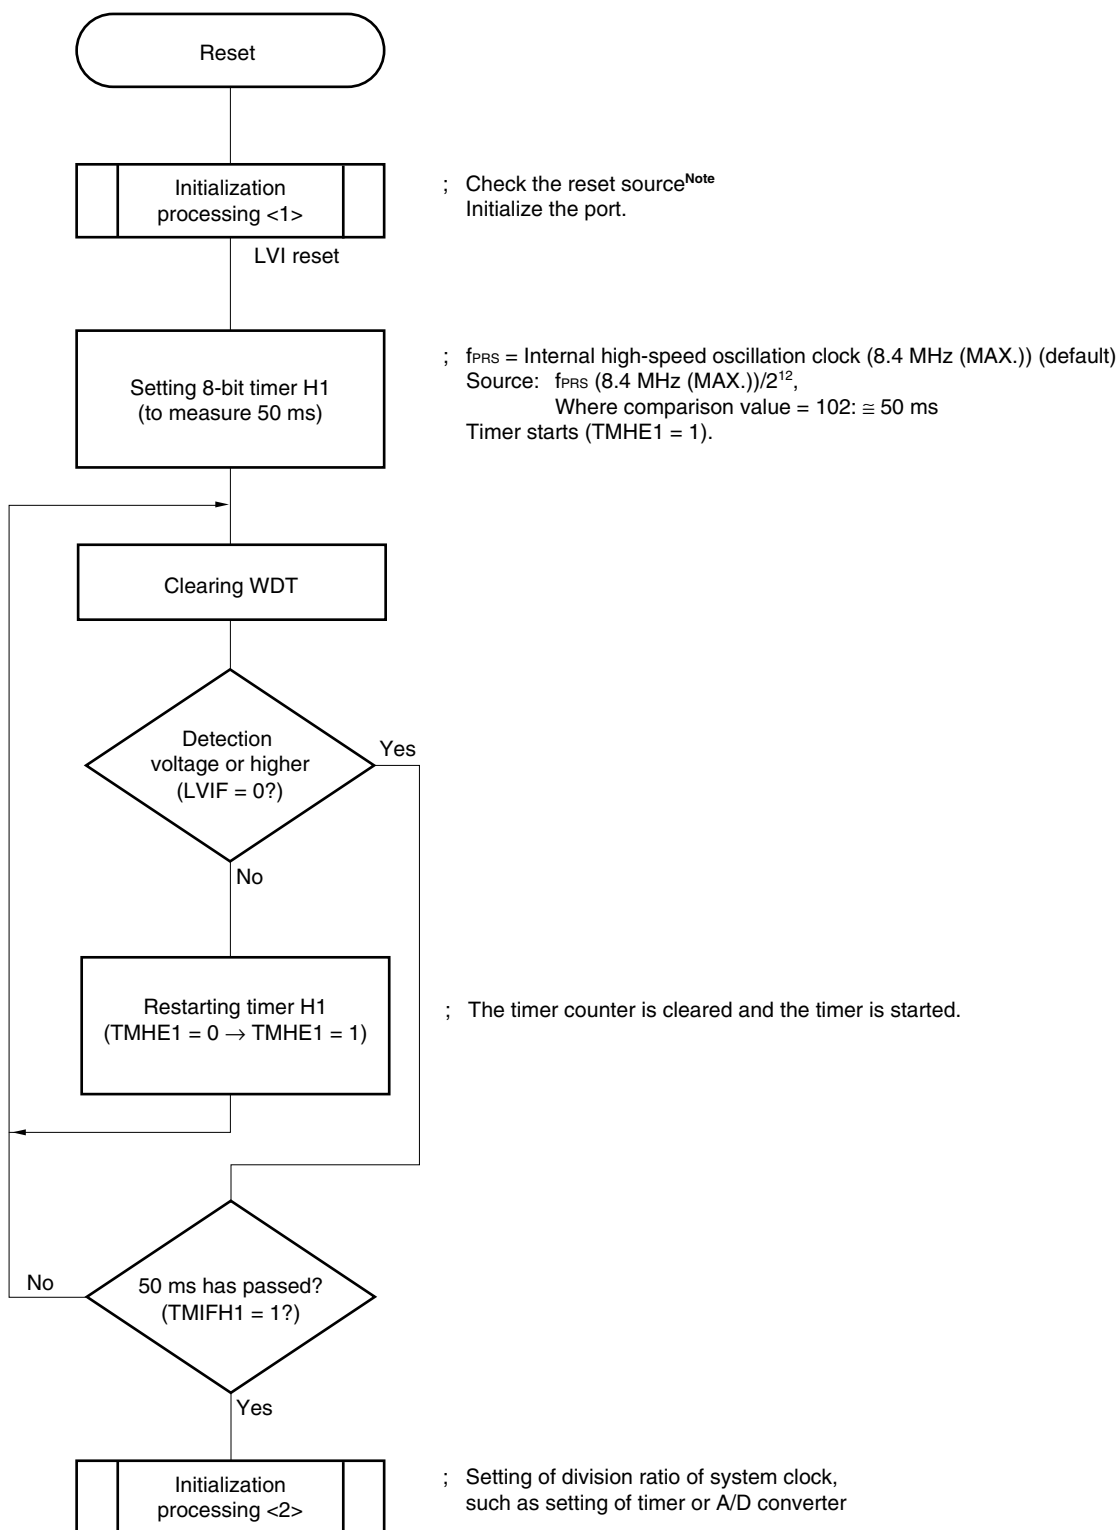 Reset
Initialization
processing <1>
; Check the reset sourceNote
Initialize the port.
LVI reset
Setting 8-bit timer H1
(to measure 50 ms)
; fPRS = Internal high-speed oscillation clock (8.4 MHz (MAX.)) (default)
Source: fPRS (8.4 MHz (MAX.))/2¹²,
Where comparison value = 102: ≅ 50 ms
Timer starts (TMHE1 = 1).
Clearing WDT
Detection
voltage or higher
(LVIF = 0?)
Yes
No
Restarting timer H1
(TMHE1 = 0 → TMHE1 = 1)
; The timer counter is cleared and the timer is started.
50 ms has passed?
(TMIFH1 = 1?)
No
Yes
Initialization
processing <2>
; Setting of division ratio of system clock,
such as setting of timer or A/D converter